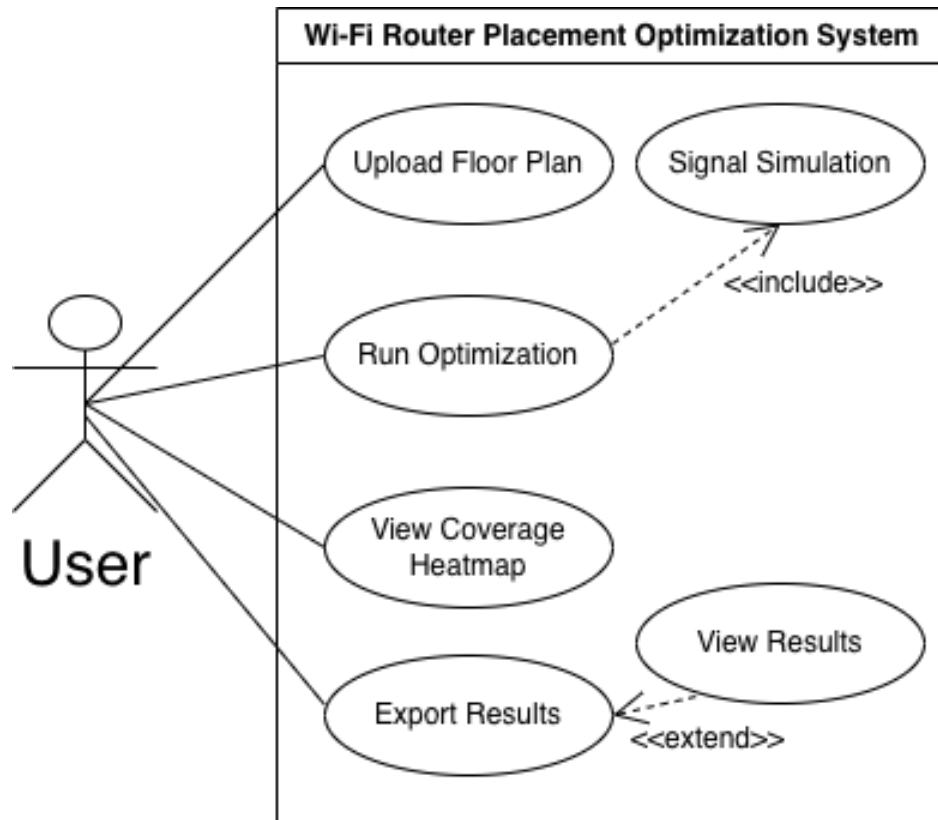 Wi-Fi Router Placement Optimization System
Upload Floor Plan
Signal Simulation
<<include>>
Run Optimization
View Coverage
Heatmap
User
View Results
Export Results
<<extend>>